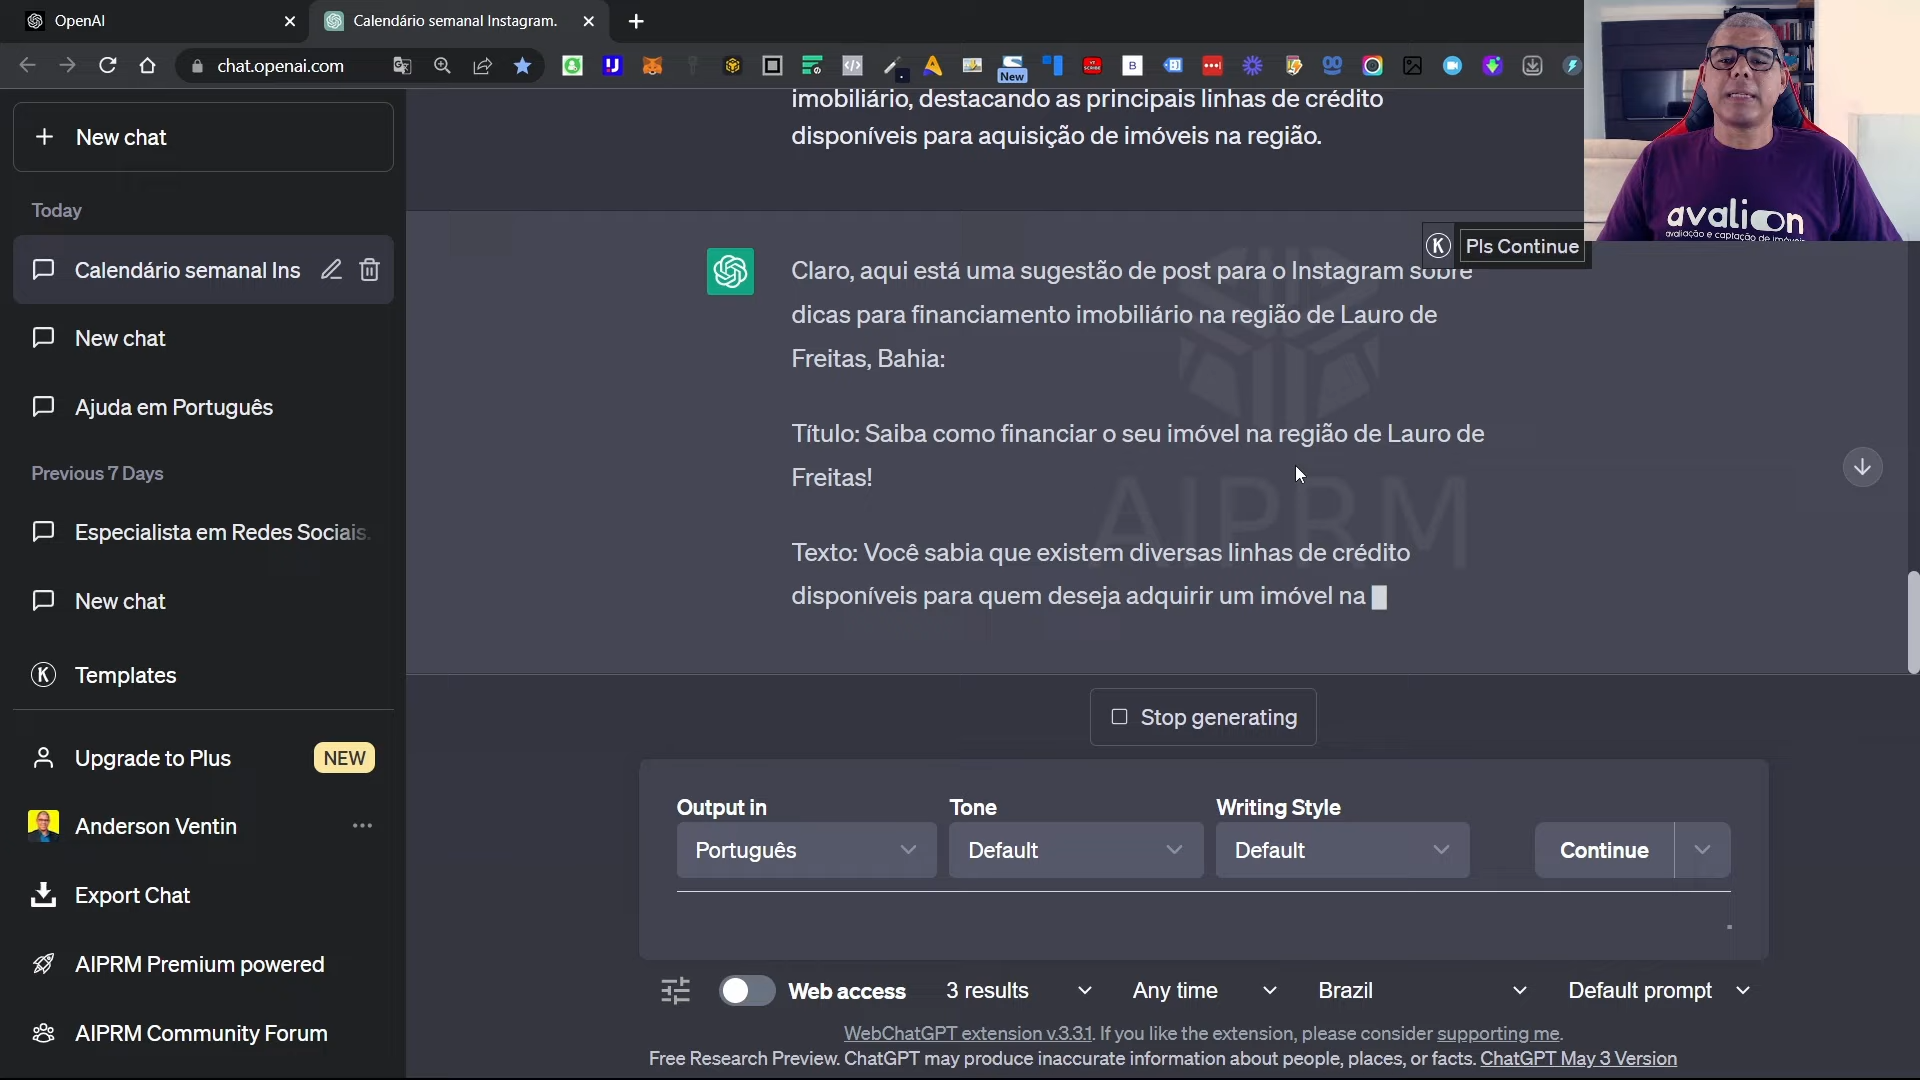 OpenAI
Calendário semanal Instagram.
chat.openai.com
New
New chat
Today
Calendário semanal Ins
New chat
Ajuda em Português
Previous 7 Days
Especialista em Redes Sociais.
New chat
Templates
Upgrade to Plus
NEW
Anderson Ventin
Export Chat
AIPRM Premium powered
AIPRM Community Forum
imobiliário, destacando as principais linhas de crédito
disponíveis para aquisição de imóveis na região.
avalion
avaliação e captação de imóveis
K Pls Continue
Claro, aqui está uma sugestão de post para o Instagram sobre
dicas para financiamento imobiliário na região de Lauro de
Freitas, Bahia:
Título: Saiba como financiar o seu imóvel na região de Lauro de
Freitas!
AIPRM
Texto: Você sabia que existem diversas linhas de crédito
disponíveis para quem deseja adquirir um imóvel na
Stop generating
Output in Tone Writing Style
Português Default Default Continue
Web access 3 results Any time Brazil Default prompt
WebChatGPT extension v.3.3.1. If you like the extension, please consider supporting me.
Free Research Preview. ChatGPT may produce inaccurate information about people, places, or facts. ChatGPT May 3 Version